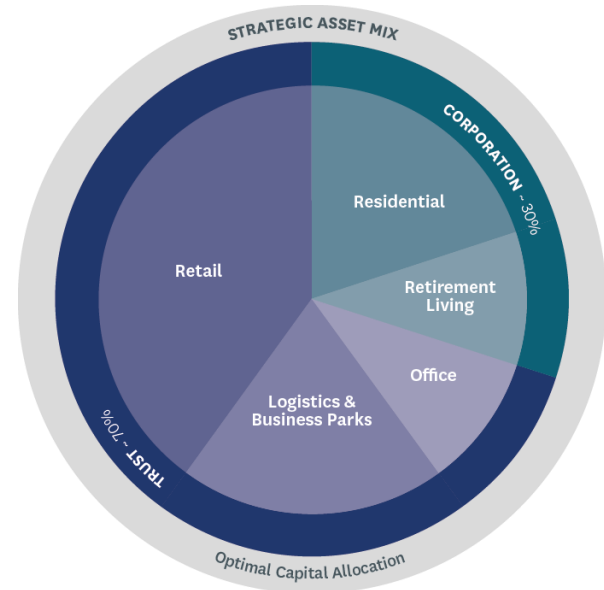 STRATEGIC ASSET MIX
CORPORATION ~ 30%
Residential
Retail
Retirement
Living
Office
Logistics &
Business Parks
TRUST ~ 70%
Optimal Capital Allocation